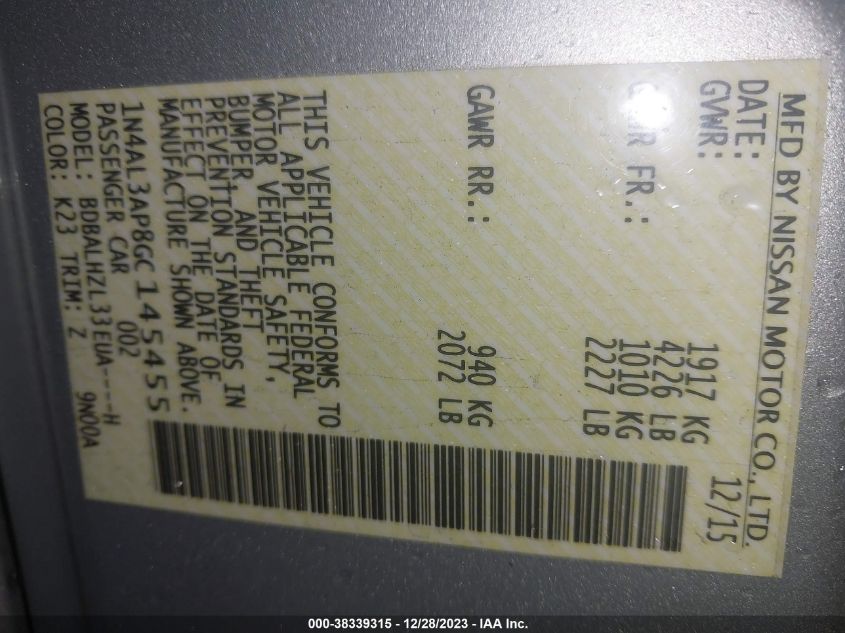 MFD BY NISSAN MOTOR CO., LTD.
DATE: 12/15
GVWR: 1917 KG
4226 LB
GAWR FR.: 1010 KG
2227 LB
GAWR RR.: 940 KG
2072 LB
THIS VEHICLE CONFORMS TO
ALL APPLICABLE FEDERAL
MOTOR VEHICLE SAFETY,
BUMPER, AND THEFT
PREVENTION STANDARDS IN
EFFECT ON THE DATE OF
MANUFACTURE SHOWN ABOVE.
1N4AL3AP8GC145455
PASSENGER CAR 002
MODEL: BDBALHZL33EUA----H
COLOR: K23 TRIM: Z 9N00A
000-38339315 - 12/28/2023 - IAA Inc.